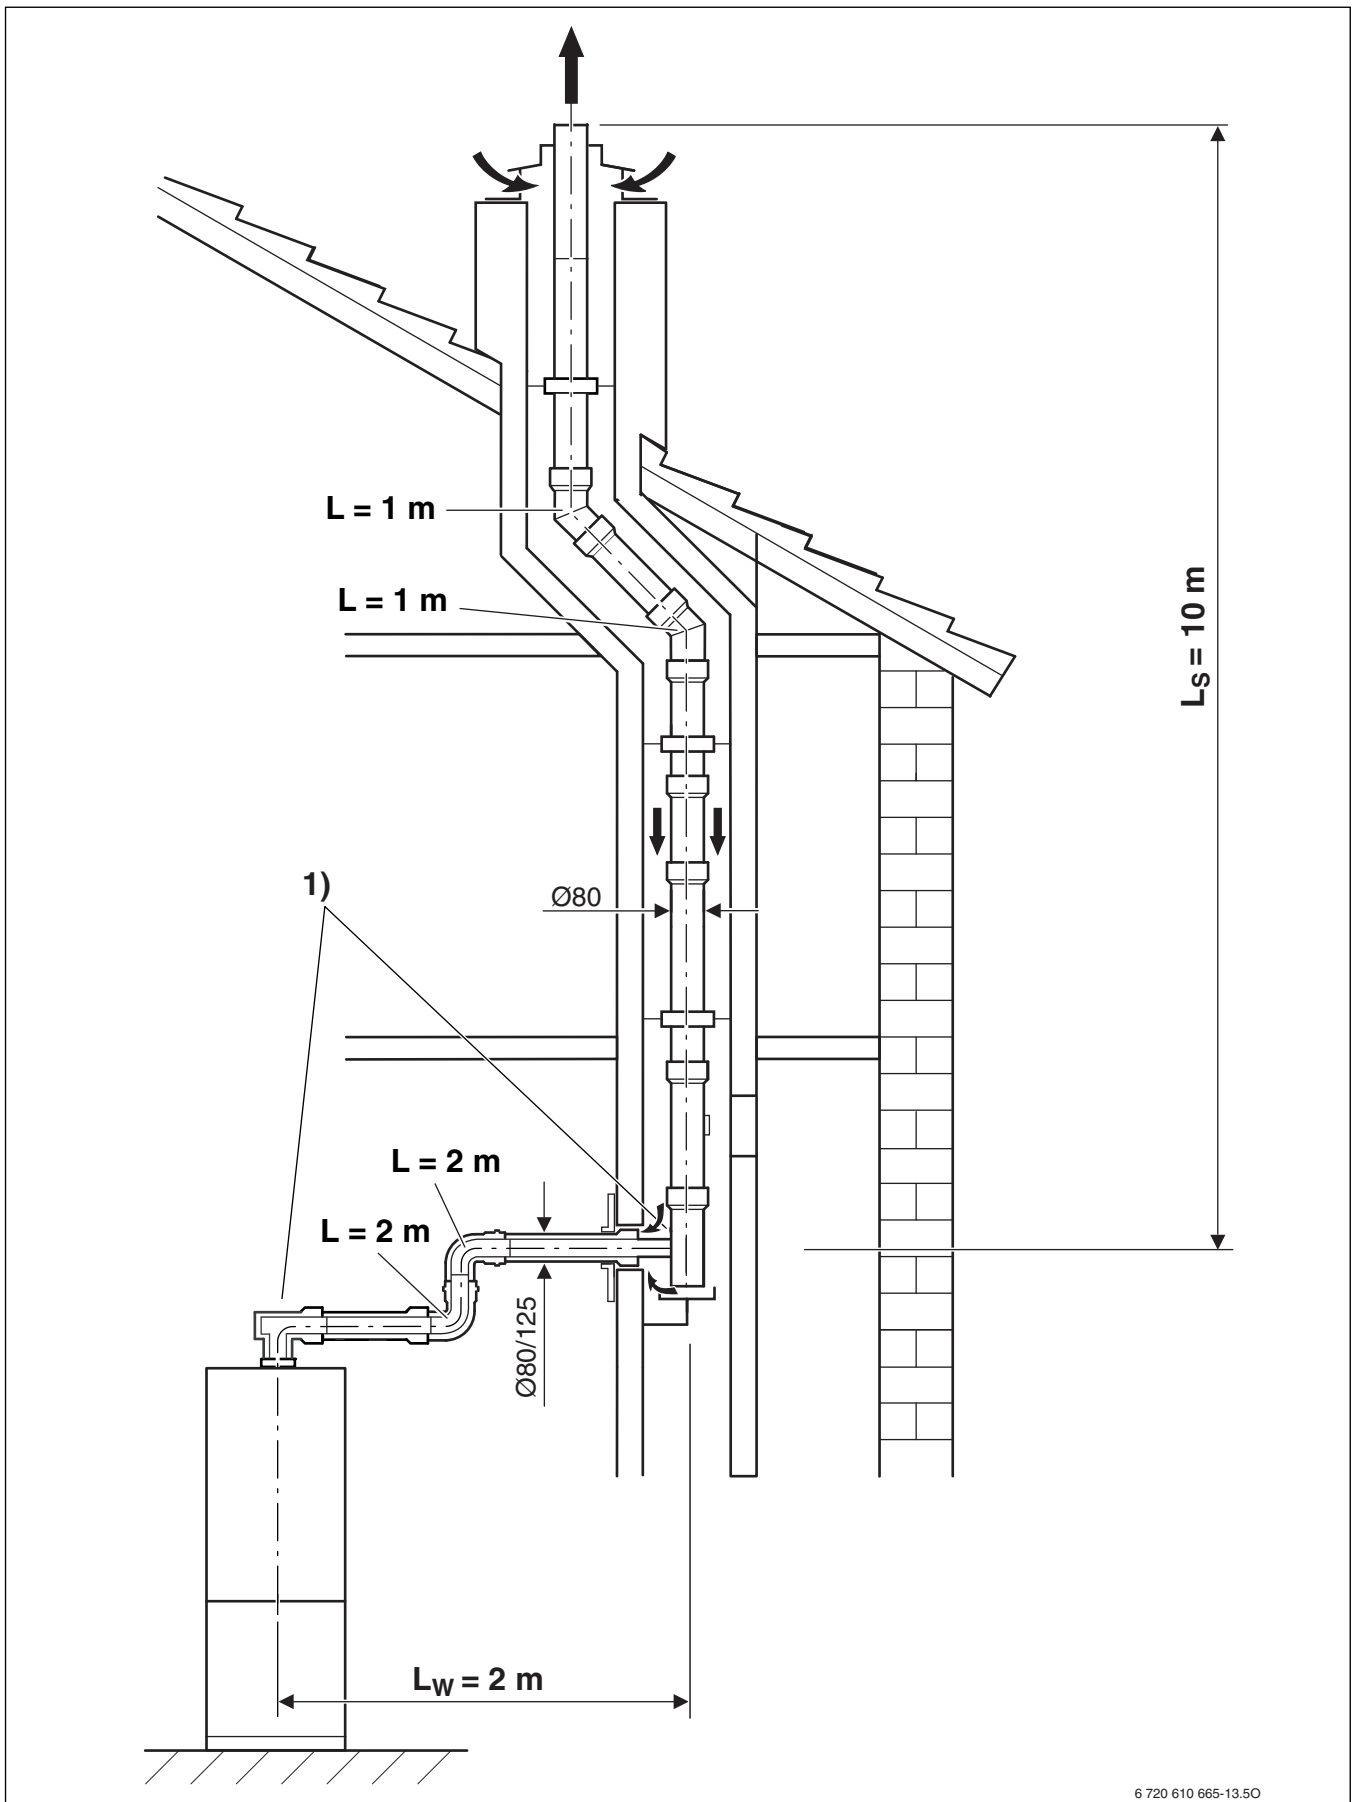 L = 1 m
L = 1 m
LS = 10 m
1)
Ø80
L = 2 m
L = 2 m
Ø80/125
LW = 2 m
6 720 610 665-13.5O